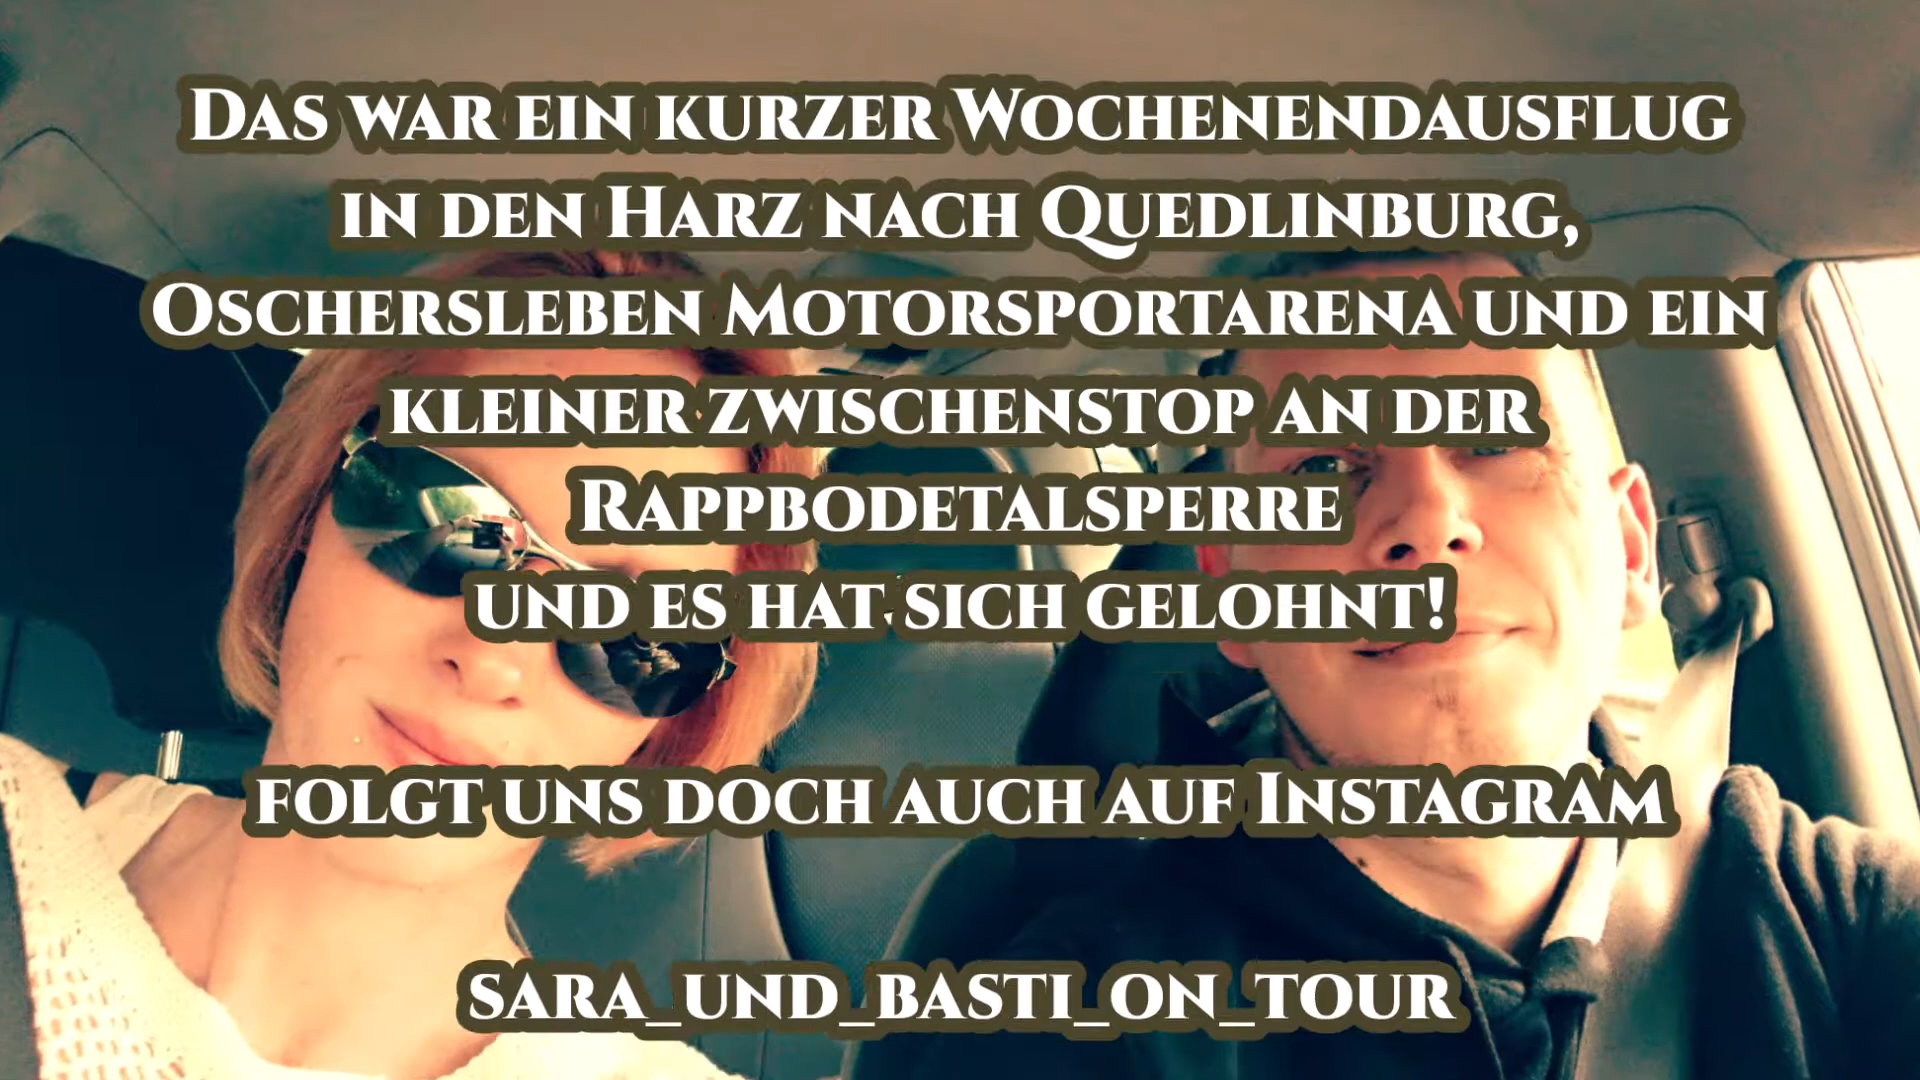 Das war ein kurzer Wochenendausflug
in den Harz nach Quedlinburg,
Oschersleben Motorsportarena und ein
kleiner zwischenstop an der
Rappbodetalsperre
und es hat sich gelohnt!
folgt uns doch auch auf Instagram
sara_und_basti_on_tour